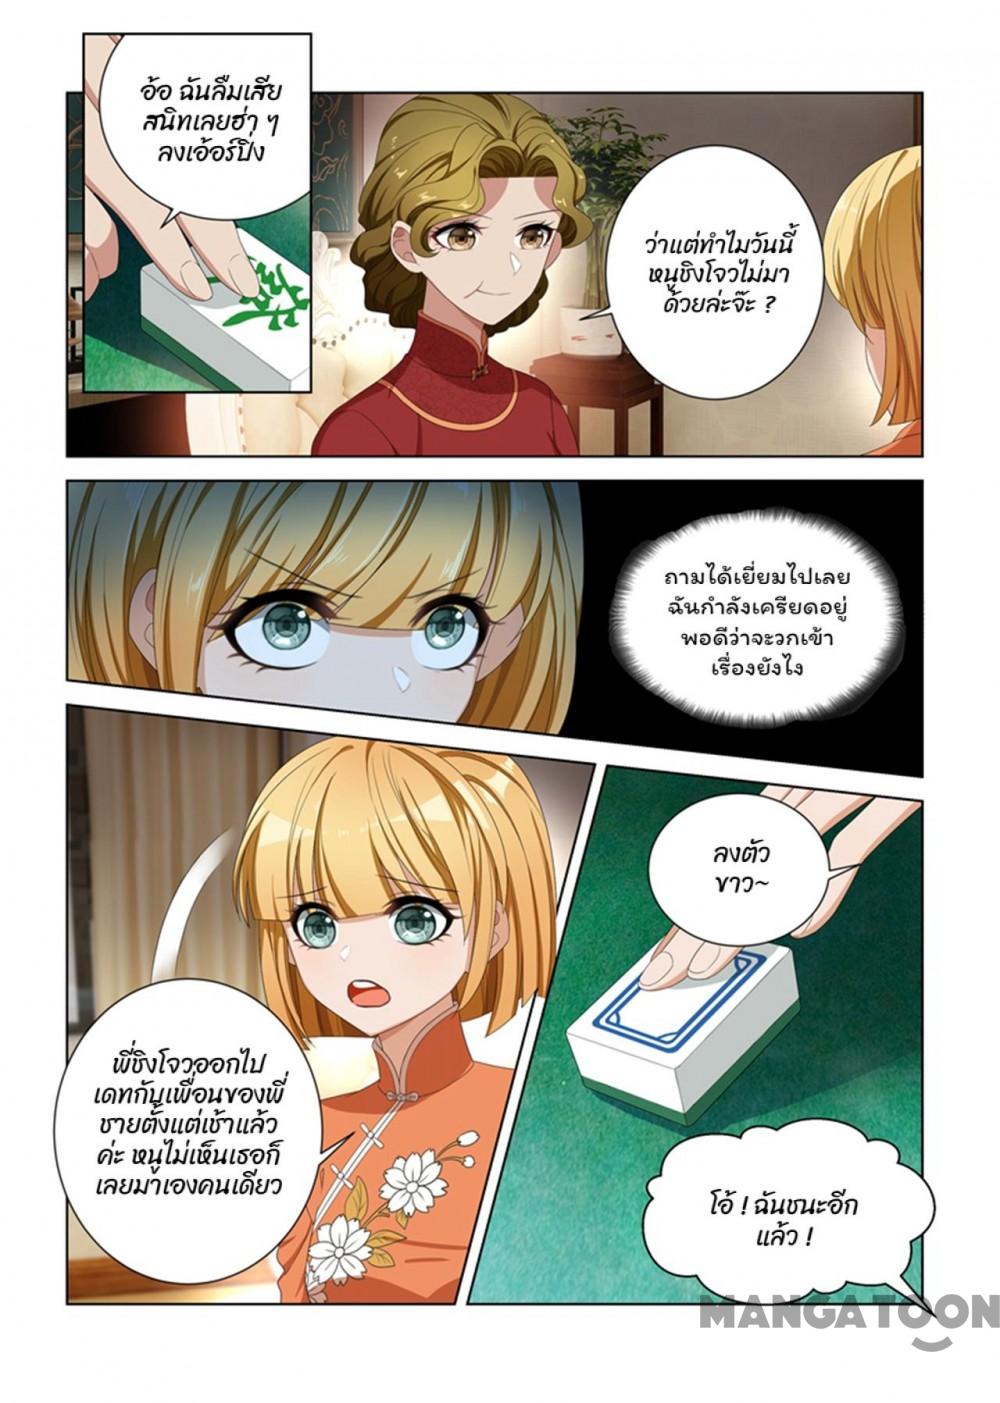 อ้อ ฉันลืมเสีย
สนิทเลยฮ่า ๆ
ลงเอ้อร์ปิ่ง
ว่าแต่ทำไมวันนี้
หนูชิงโจวไม่มา
ด้วยล่ะจ๊ะ ?
ถามได้เยี่ยมไปเลย
ฉันกำลังเครียดอยู่
พอดีว่าจะวกเข้า
เรื่องยังไง
ลงตัว
ขาว~
พี่ชิงโจวออกไป
เดทกับเพื่อนของพี่
ชายตั้งแต่เช้าแล้ว
ค่ะ หนูไม่เห็นเธอก็
เลยมาเองคนเดียว
โอ้ ! ฉันชนะอีก
แล้ว !
MANGATOON